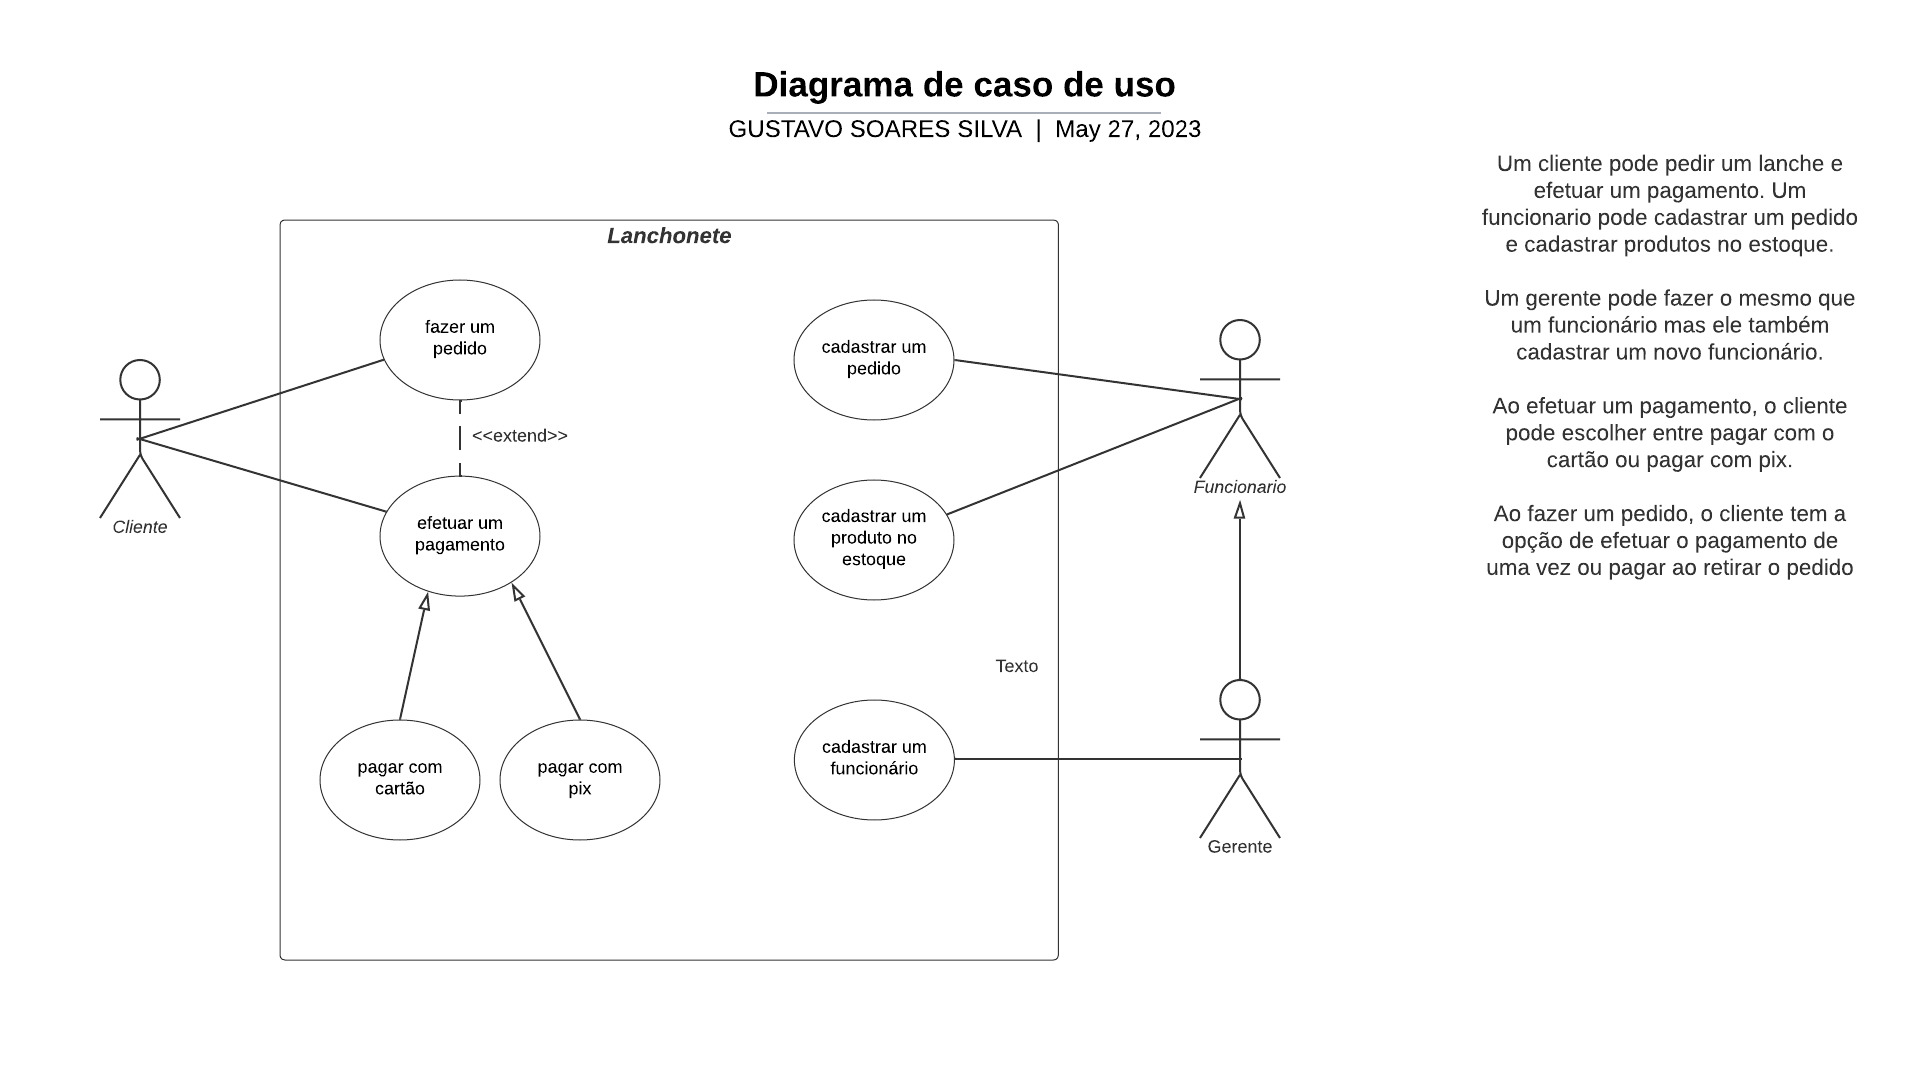 Diagrama de caso de uso
GUSTAVO SOARES SILVA | May 27, 2023
Um cliente pode pedir um lanche e
efetuar um pagamento. Um
funcionario pode cadastrar um pedido
e cadastrar produtos no estoque.
Um gerente pode fazer o mesmo que
um funcionário mas ele também
cadastrar um novo funcionário.
Ao efetuar um pagamento, o cliente
pode escolher entre pagar com o
cartão ou pagar com pix.
Ao fazer um pedido, o cliente tem a
opção de efetuar o pagamento de
uma vez ou pagar ao retirar o pedido
Lanchonete
fazer um
pedido
<<extend>>
efetuar um
pagamento
pagar com
cartão
pagar com
pix
Cliente
cadastrar um
pedido
cadastrar um
produto no
estoque
Texto
cadastrar um
funcionário
Funcionario
Gerente